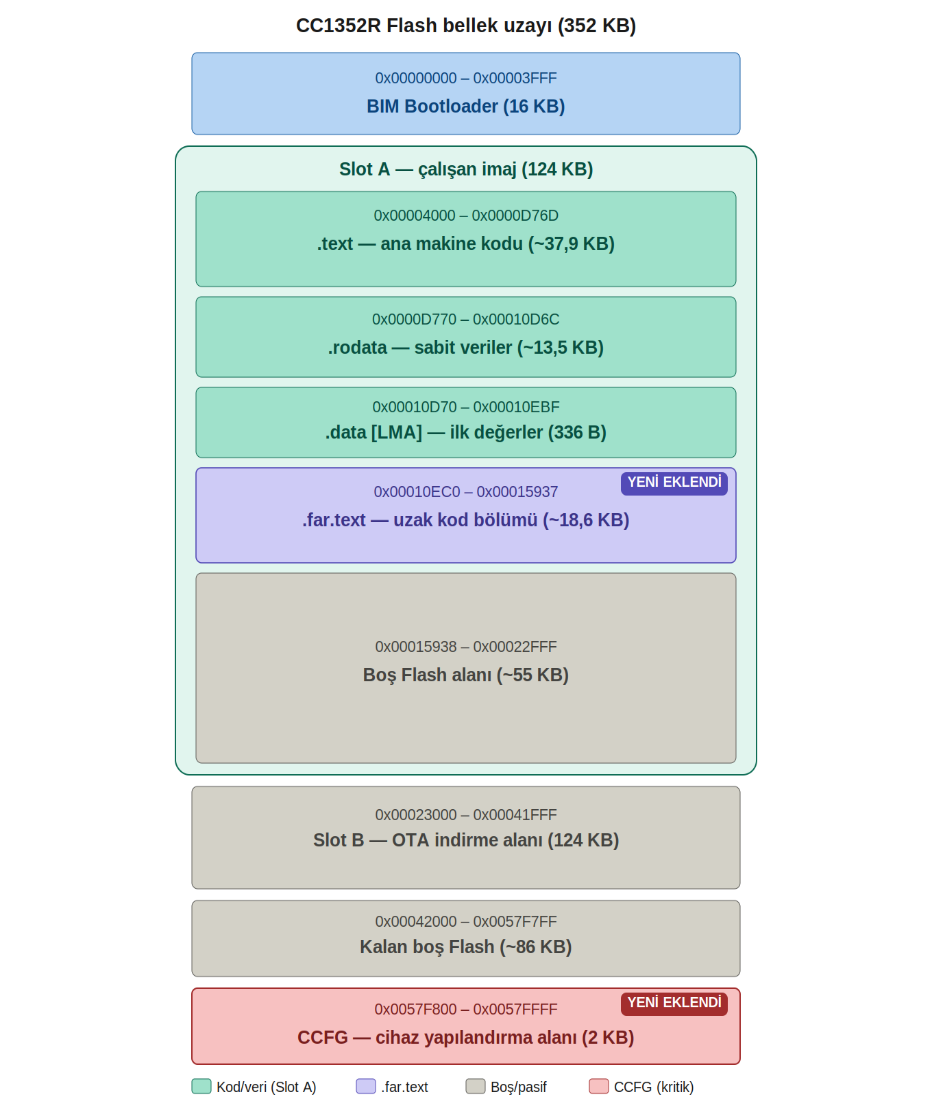 CC1352R Flash bellek uzayı (352 KB)
0x00000000 – 0x00003FFF
BIM Bootloader (16 KB)
Slot A — çalışan imaj (124 KB)
0x00004000 – 0x0000D76D
.text — ana makine kodu (~37,9 KB)
0x0000D770 – 0x00010D6C
.rodata — sabit veriler (~13,5 KB)
0x00010D70 – 0x00010EBF
.data [LMA] — ilk değerler (336 B)
YENİ EKLENDİ
0x00010EC0 – 0x00015937
.far.text — uzak kod bölümü (~18,6 KB)
0x00015938 – 0x00022FFF
Boş Flash alanı (~55 KB)
0x00023000 – 0x00041FFF
Slot B — OTA indirme alanı (124 KB)
0x00042000 – 0x0057F7FF
Kalan boş Flash (~86 KB)
YENİ EKLENDİ
0x0057F800 – 0x0057FFFF
CCFG — cihaz yapılandırma alanı (2 KB)
Kod/veri (Slot A)
.far.text
Boş/pasif
CCFG (kritik)